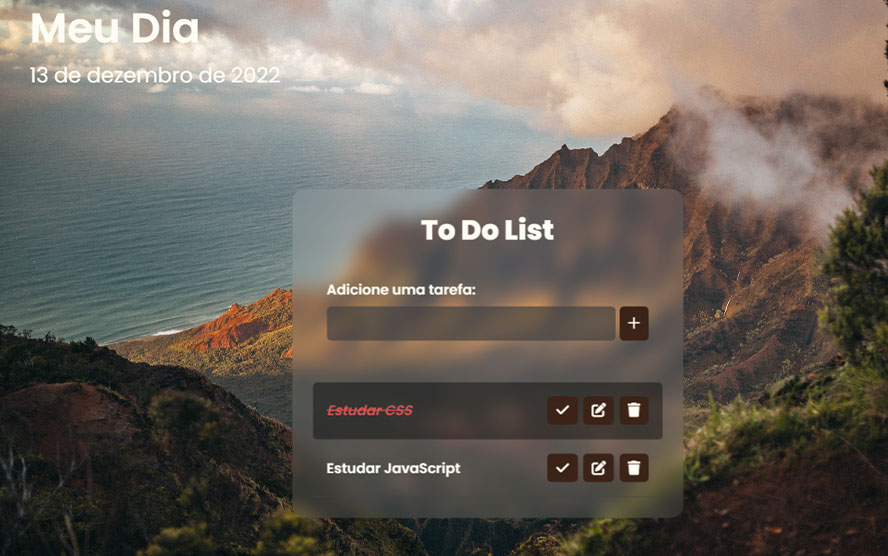 Meu Dia
13 de dezembro de 2022
To Do List
Adicione uma tarefa:
Estudar CSS
Estudar JavaScript